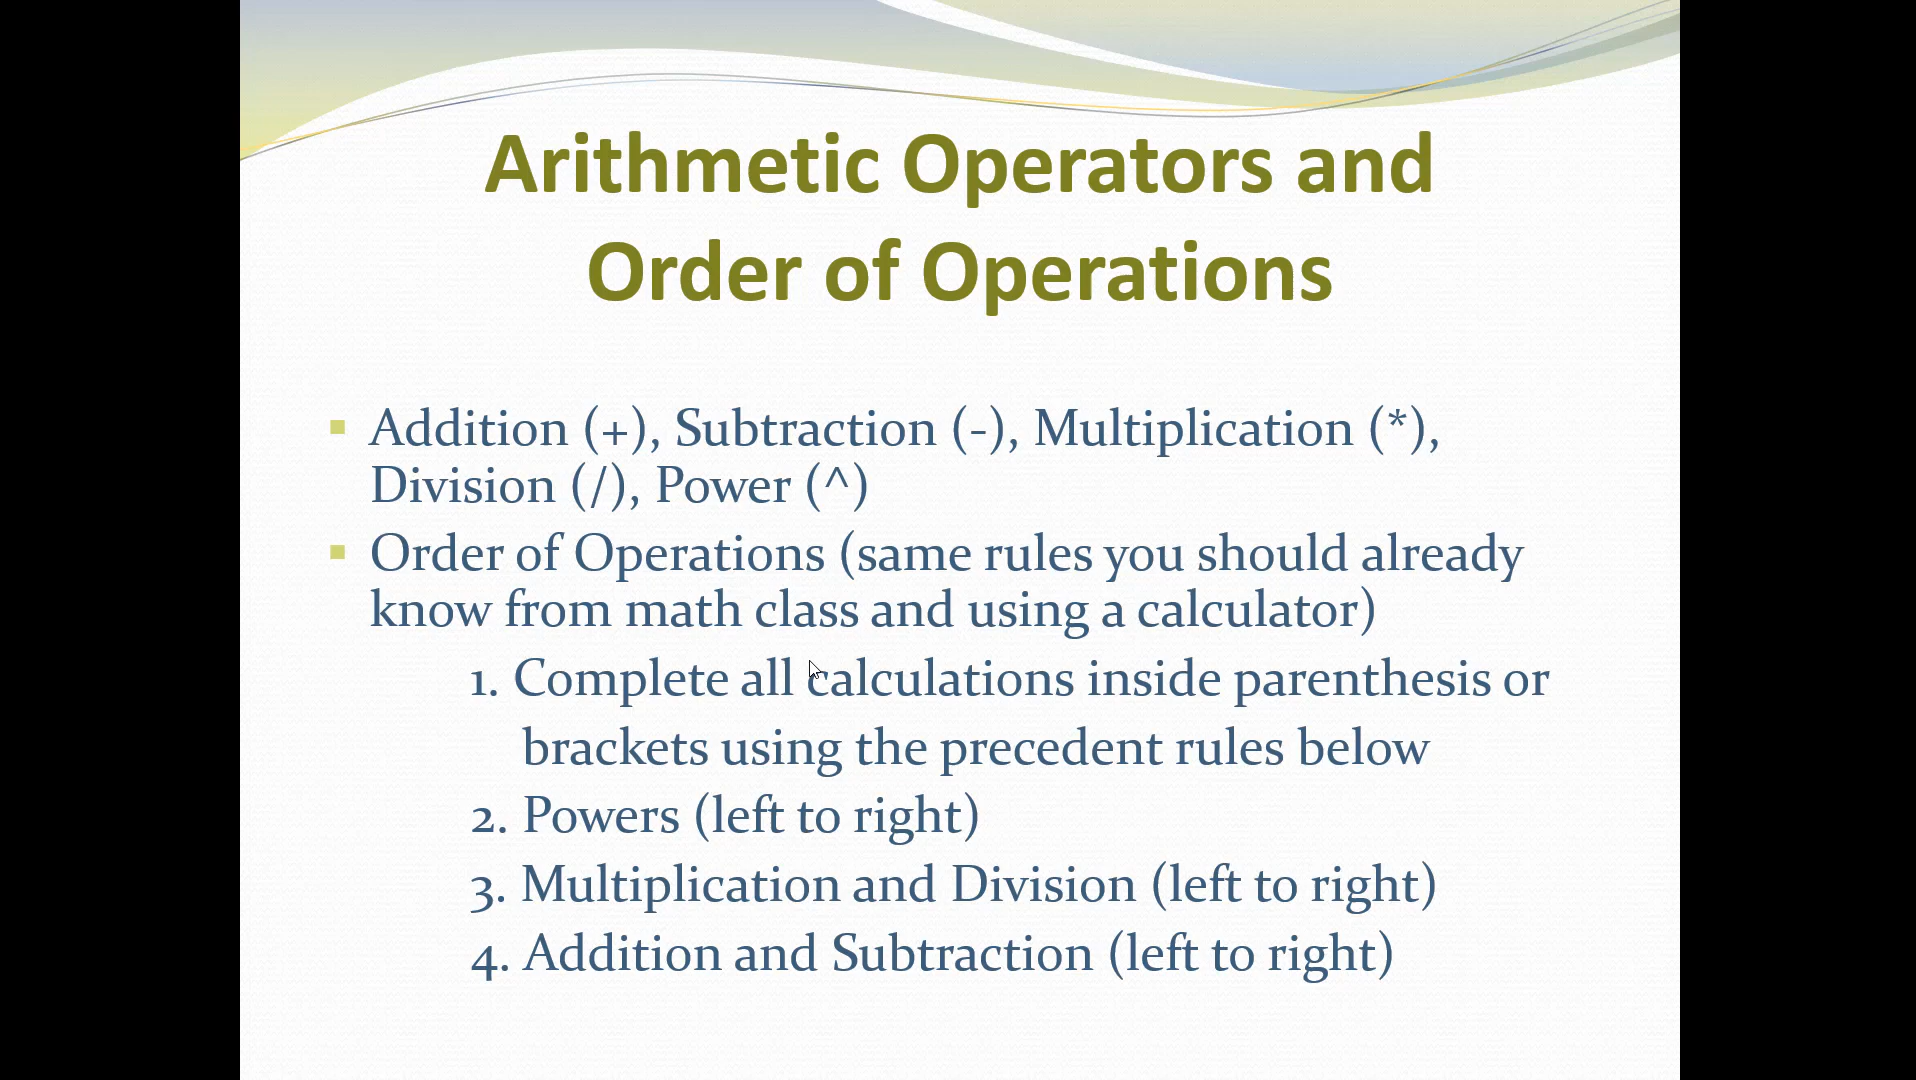 Arithmetic Operators and
Order of Operations
Addition (+), Subtraction (-), Multiplication (*),
Division (/), Power (^)
Order of Operations (same rules you should already
know from math class and using a calculator)
1. Complete all calculations inside parenthesis or
brackets using the precedent rules below
2. Powers (left to right)
3. Multiplication and Division (left to right)
4. Addition and Subtraction (left to right)